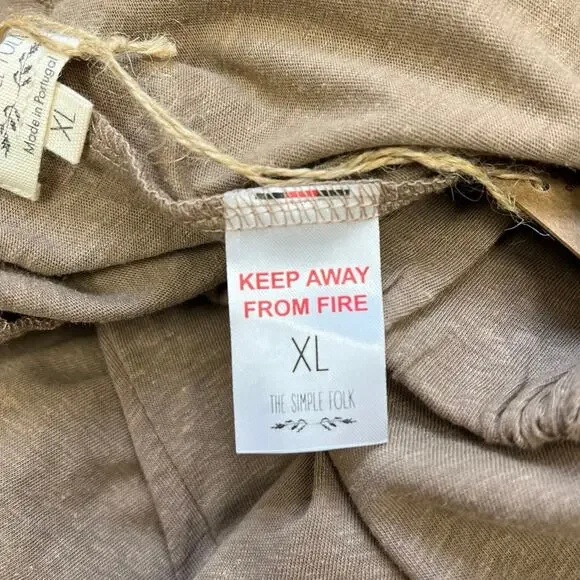 Made in Portugal
XL
KEEP AWAY
FROM FIRE
XL
THE SIMPLE FOLK